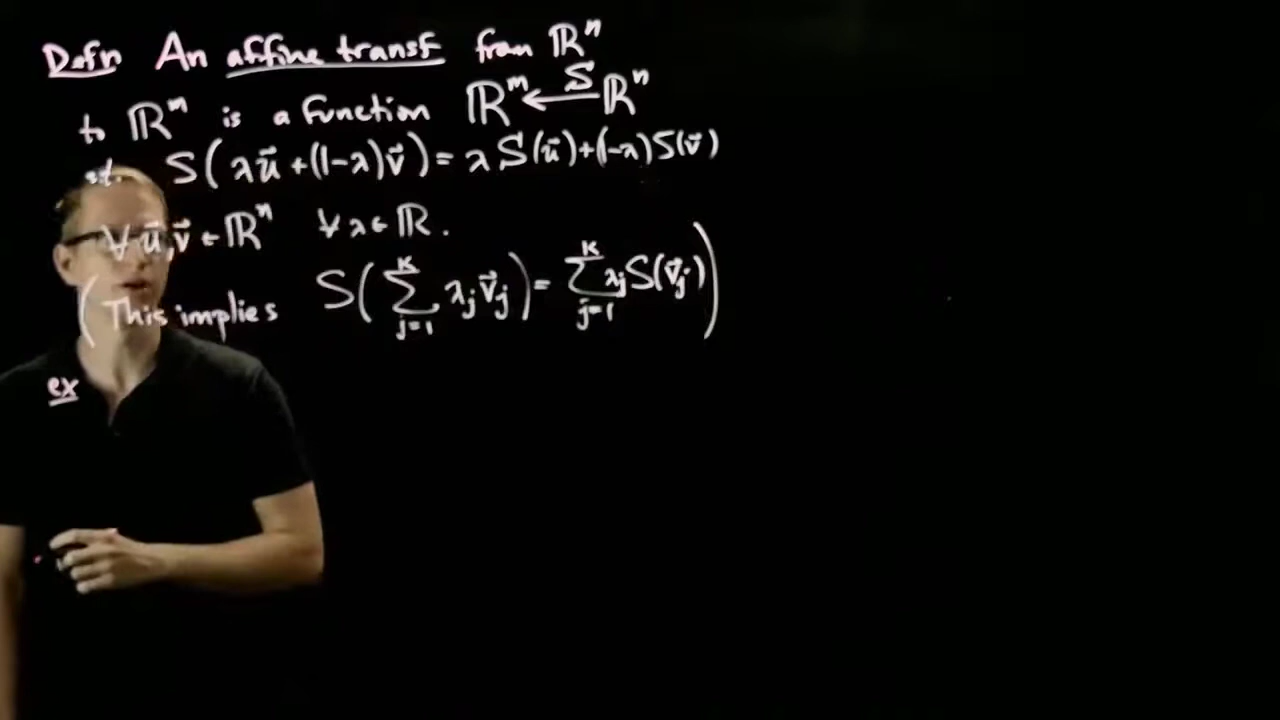 Defn An affine transf from ℝⁿ
to ℝᵐ is a function ℝᵐ ←S ℝⁿ
st. S(λu⃗ + (1-λ)v⃗) = λS(u⃗)+(1-λ)S(v⃗)
∀ u⃗,v⃗ ∈ ℝⁿ ∀ λ ∈ ℝ.
(This implies S(∑_{j=1}^{k} λⱼv⃗ⱼ) = ∑_{j=1}^{k} λⱼS(v⃗ⱼ))
ex